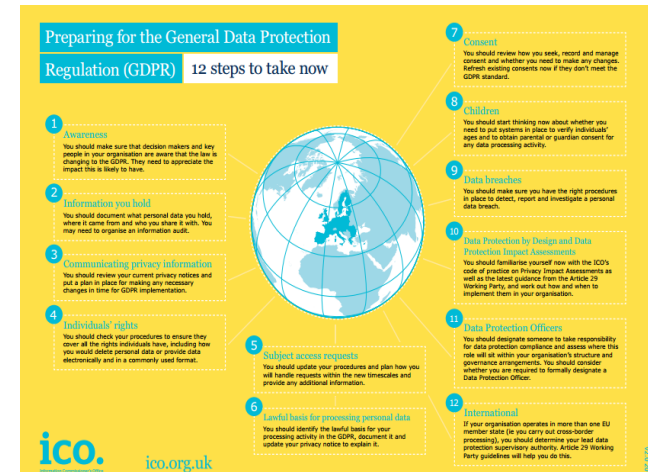 Preparing for the General Data Protection
Regulation (GDPR) 12 steps to take now
1
Awareness
You should make sure that decision makers and key
people in your organisation are aware that the law is
changing to the GDPR. They need to appreciate the
impact this is likely to have.
2
Information you hold
You should document what personal data you hold,
where it came from and who you share it with. You
may need to organise an information audit.
3
Communicating privacy information
You should review your current privacy notices and
put a plan in place for making any necessary
changes in time for GDPR implementation.
4
Individuals' rights
You should check your procedures to ensure they
cover all the rights individuals have, including how
you would delete personal data or provide data
electronically and in a commonly used format.
5
Subject access requests
You should update your procedures and plan how you
will handle requests within the new timescales and
provide any additional information.
6
Lawful basis for processing personal data
You should identify the lawful basis for your
processing activity in the GDPR, document it and
update your privacy notice to explain it.
7
Consent
You should review how you seek, record and manage
consent and whether you need to make any changes.
Refresh existing consents now if they don't meet the
GDPR standard.
8
Children
You should start thinking now about whether you
need to put systems in place to verify individuals'
ages and to obtain parental or guardian consent for
any data processing activity.
9
Data breaches
You should make sure you have the right procedures
in place to detect, report and investigate a personal
data breach.
10
Data Protection by Design and Data
Protection Impact Assessments
You should familiarise yourself now with the ICO's
code of practice on Privacy Impact Assessments as
well as the latest guidance from the Article 29
Working Party, and work out how and when to
implement them in your organisation.
11
Data Protection Officers
You should designate someone to take responsibility
for data protection compliance and assess where this
role will sit within your organisation's structure and
governance arrangements. You should consider
whether you are required to formally designate a
Data Protection Officer.
12
International
If your organisation operates in more than one EU
member state (ie you carry out cross-border
processing), you should determine your lead data
protection supervisory authority. Article 29 Working
Party guidelines will help you do this.
ico.
Information Commissioner's Office
ico.org.uk